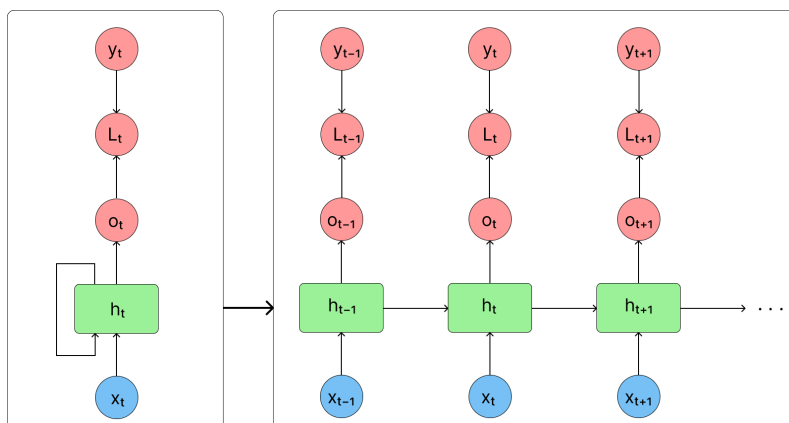 yₜ
Lₜ
oₜ
hₜ
xₜ
yₜ₋₁ yₜ yₜ₊₁
Lₜ₋₁ Lₜ Lₜ₊₁
oₜ₋₁ oₜ oₜ₊₁
hₜ₋₁ hₜ hₜ₊₁ ...
xₜ₋₁ xₜ xₜ₊₁